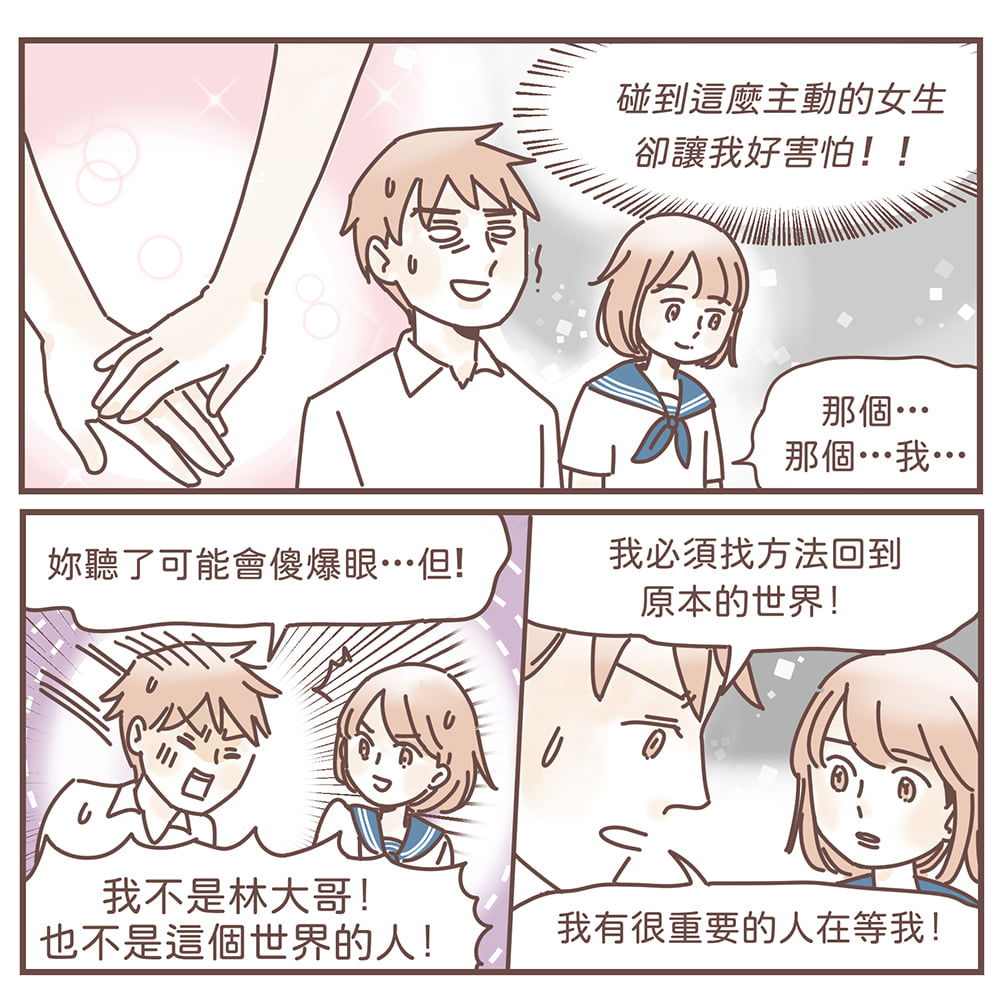 碰到這麼主動的女生
卻讓我好害怕！！
那個⋯
那個⋯我⋯
妳聽了可能會傻爆眼⋯但！
我不是林大哥！
也不是這個世界的人！
我必須找方法回到
原本的世界！
我有很重要的人在等我！